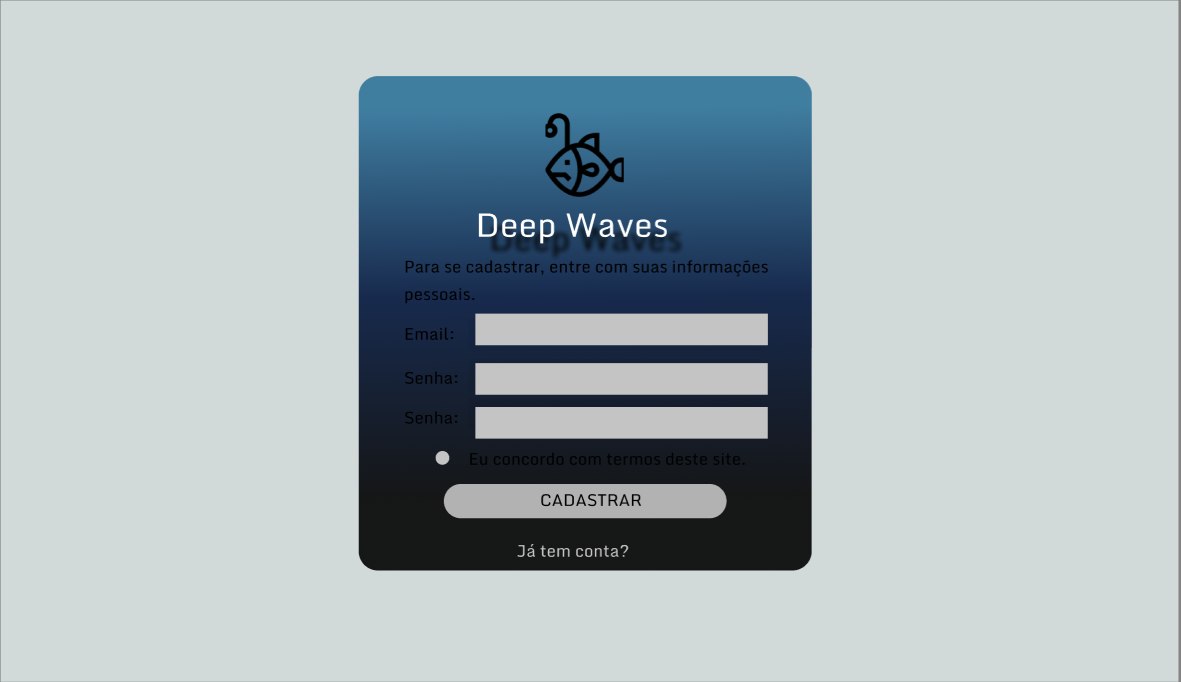 Deep Waves
Para se cadastrar, entre com suas informações
pessoais.
Email:
Senha:
Senha:
Eu concordo com termos deste site.
CADASTRAR
Já tem conta?